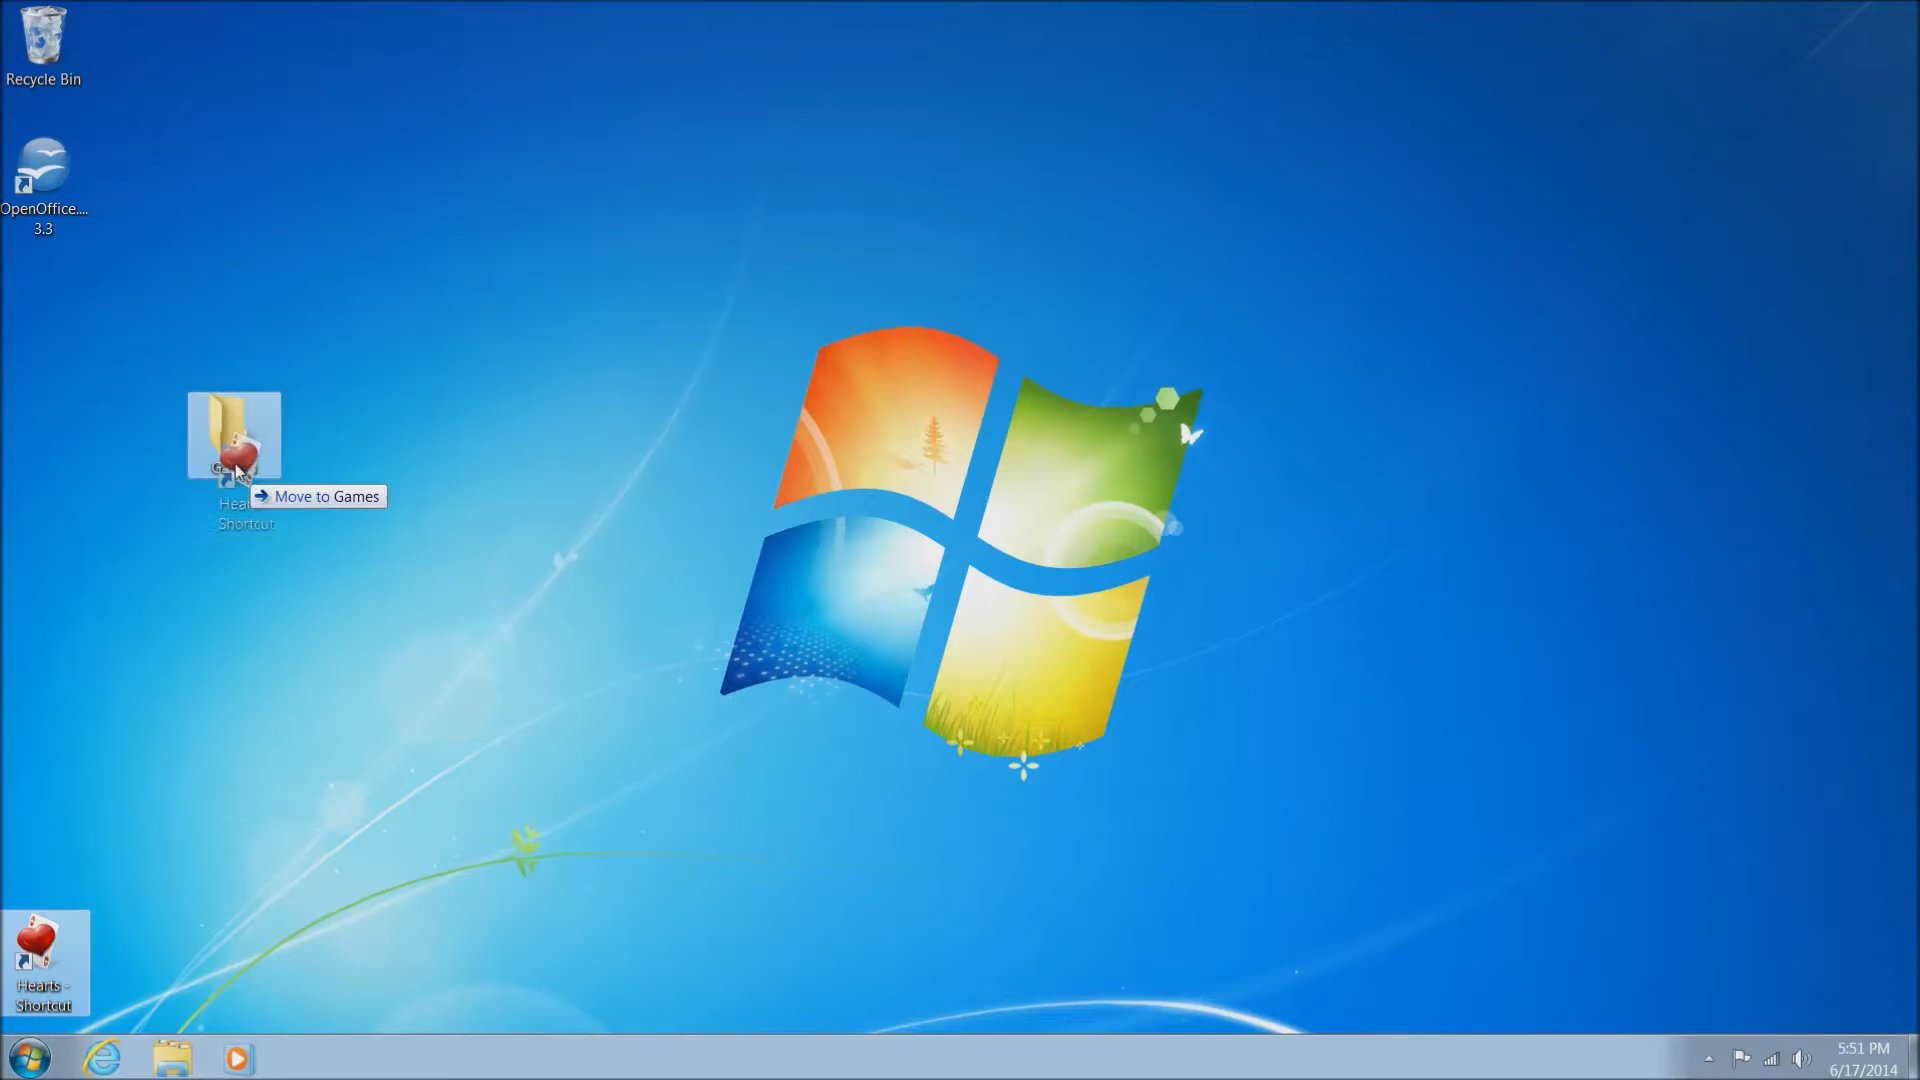 Recycle Bin
OpenOffice....
3.3
Move to Games
Shortcut
Hearts -
Shortcut
5:51 PM
6/17/2014